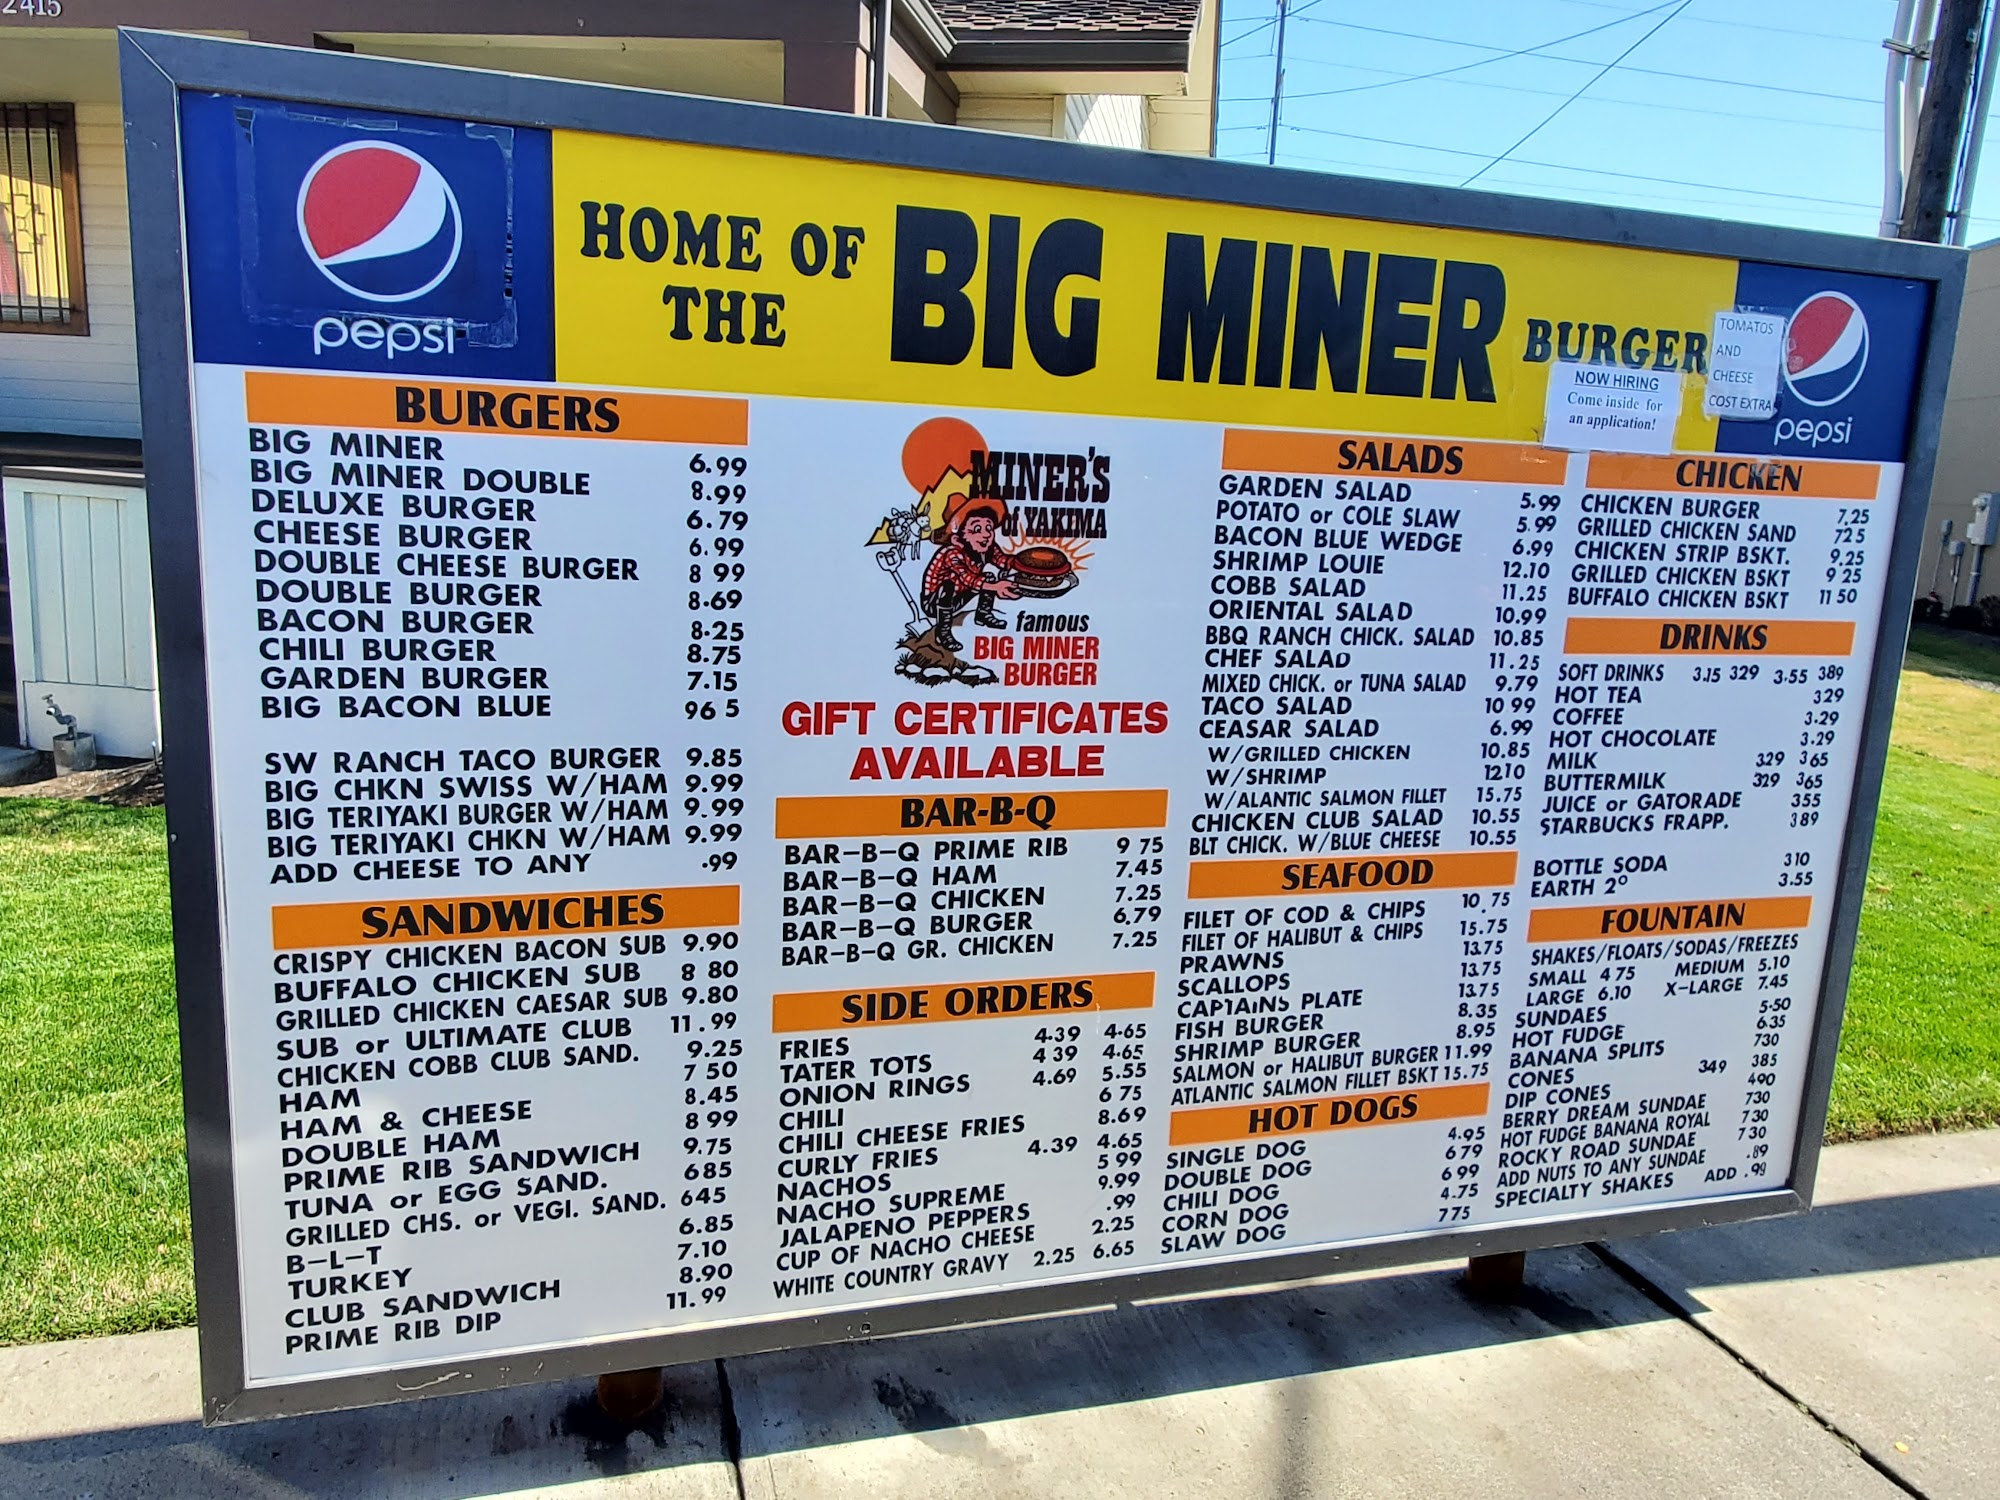 2415
pepsi
HOME OF
THE
BIG MINER
BURGER
NOW HIRING
Come inside for
an application!
TOMATOS
AND
CHEESE
COST EXTRA
pepsi
BURGERS
BIG MINER 6.99
BIG MINER DOUBLE 8.99
DELUXE BURGER 6.79
CHEESE BURGER 6.99
DOUBLE CHEESE BURGER 8 99
DOUBLE BURGER 8.69
BACON BURGER 8.25
CHILI BURGER 8.75
GARDEN BURGER 7.15
BIG BACON BLUE 96 5
SW RANCH TACO BURGER 9.85
BIG CHKN SWISS W/HAM 9.99
BIG TERIYAKI BURGER W/HAM 9.99
BIG TERIYAKI CHKN W/HAM 9.99
ADD CHEESE TO ANY .99
SANDWICHES
CRISPY CHICKEN BACON SUB 9.90
BUFFALO CHICKEN SUB 8 80
GRILLED CHICKEN CAESAR SUB 9.80
SUB or ULTIMATE CLUB 11.99
CHICKEN COBB CLUB SAND. 9.25
HAM 7 50
HAM & CHEESE 8.45
DOUBLE HAM 8 99
PRIME RIB SANDWICH 9.75
TUNA or EGG SAND. 685
GRILLED CHS. or VEGI. SAND. 645
B-L-T 6.85
TURKEY 7.10
CLUB SANDWICH 8.90
PRIME RIB DIP 11.99
MINER'S
of YAKIMA
famous
BIG MINER
BURGER
GIFT CERTIFICATES
AVAILABLE
BAR-B-Q
BAR-B-Q PRIME RIB 9 75
BAR-B-Q HAM 7.45
BAR-B-Q CHICKEN 7.25
BAR-B-Q BURGER 6.79
BAR-B-Q GR. CHICKEN 7.25
SIDE ORDERS
FRIES 4.39 4.65
TATER TOTS 4 39 4.65
ONION RINGS 4.69 5.55
CHILI 6 75
CHILI CHEESE FRIES 8.69
CURLY FRIES 4.39 4.65
NACHOS 5 99
NACHO SUPREME 9.99
JALAPENO PEPPERS .99
CUP OF NACHO CHEESE 2.25
WHITE COUNTRY GRAVY 2.25 6.65
SALADS
GARDEN SALAD 5.99
POTATO or COLE SLAW 5.99
BACON BLUE WEDGE 6.99
SHRIMP LOUIE 12.10
COBB SALAD 11.25
ORIENTAL SALAD 10.99
BBQ RANCH CHICK. SALAD 10.85
CHEF SALAD 11.25
MIXED CHICK. or TUNA SALAD 9.79
TACO SALAD 10 99
CEASAR SALAD 6.99
W/GRILLED CHICKEN 10.85
W/SHRIMP 1210
W/ALANTIC SALMON FILLET 15.75
CHICKEN CLUB SALAD 10.55
BLT CHICK. W/BLUE CHEESE 10.55
SEAFOOD
FILET OF COD & CHIPS 10.75
FILET OF HALIBUT & CHIPS 15.75
PRAWNS 13.75
SCALLOPS 13.75
CAPTAINS PLATE 13.75
FISH BURGER 8.35
SHRIMP BURGER 8.95
SALMON or HALIBUT BURGER 11.99
ATLANTIC SALMON FILLET BSKT 15.75
HOT DOGS
SINGLE DOG 4.95
DOUBLE DOG 6 79
CHILI DOG 6 99
CORN DOG 4.75
SLAW DOG 7 75
CHICKEN
CHICKEN BURGER 7.25
GRILLED CHICKEN SAND 725
CHICKEN STRIP BSKT. 9.25
GRILLED CHICKEN BSKT 9 25
BUFFALO CHICKEN BSKT 11 50
DRINKS
SOFT DRINKS 3.15 329 3.55 389
HOT TEA 329
COFFEE 3.29
HOT CHOCOLATE 3.29
MILK 329 365
BUTTERMILK 329 365
JUICE or GATORADE 355
STARBUCKS FRAPP. 389
BOTTLE SODA 310
EARTH 2O 3.55
FOUNTAIN
SHAKES/FLOATS/SODAS/FREEZES
SMALL 4 75 MEDIUM 5.10
LARGE 6.10 X-LARGE 7.45
SUNDAES 5.50
HOT FUDGE 6.35
BANANA SPLITS 730
CONES 349 385
DIP CONES 490
BERRY DREAM SUNDAE 730
HOT FUDGE BANANA ROYAL 730
ROCKY ROAD SUNDAE 730
ADD NUTS TO ANY SUNDAE .89
SPECIALTY SHAKES ADD .99